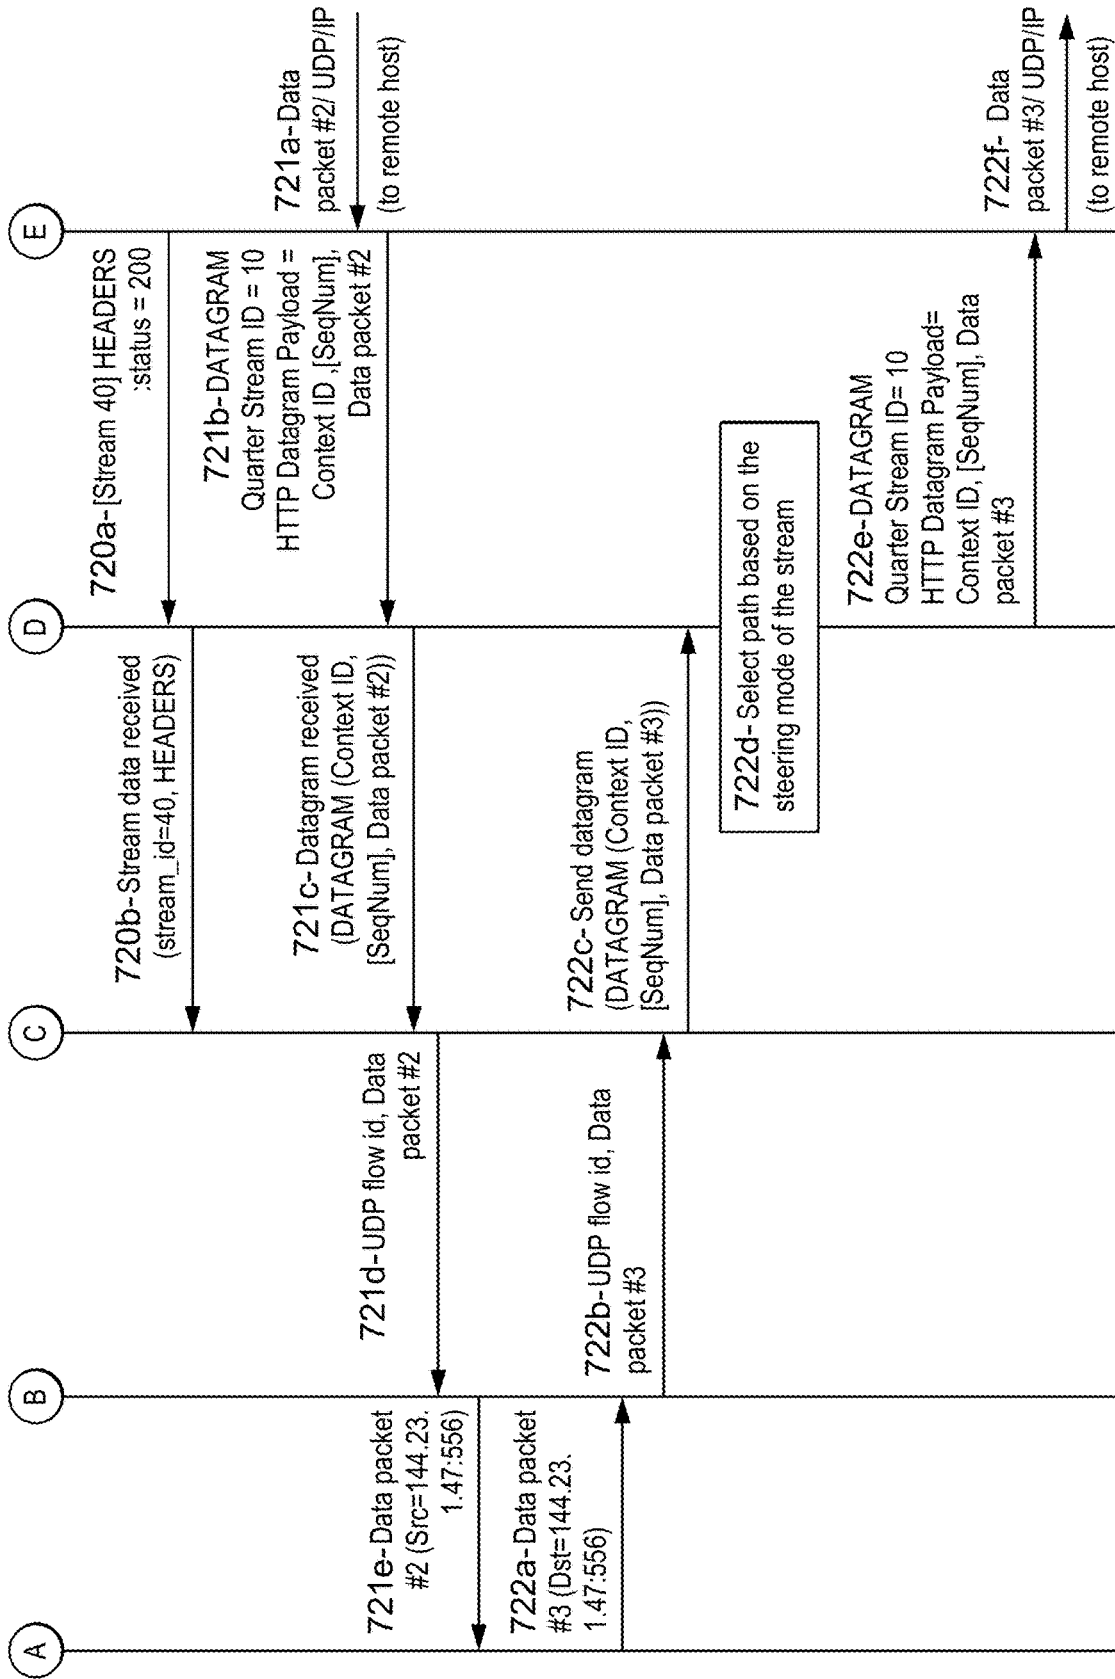 A
B
C
D
E
720a-[Stream 40] HEADERS
:status = 200
720b-Stream data received
(stream_id=40, HEADERS)
721a-Data
packet #2/ UDP/IP
(to remote host)
721b-DATAGRAM
Quarter Stream ID = 10
HTTP Datagram Payload =
Context ID ,[SeqNum],
Data packet #2
721c-Datagram received
(DATAGRAM (Context ID,
[SeqNum], Data packet #2))
721d-UDP flow id, Data
packet #2
721e-Data packet
#2 (Src=144.23.
1.47:556)
722a-Data packet
#3 (Dst=144.23.
1.47:556)
722b-UDP flow id, Data
packet #3
722c- Send datagram
(DATAGRAM (Context ID,
[SeqNum], Data packet #3))
722d-Select path based on the
steering mode of the stream
722e-DATAGRAM
Quarter Stream ID= 10
HTTP Datagram Payload=
Context ID, [SeqNum], Data
packet #3
722f- Data
packet #3/ UDP/IP
(to remote host)